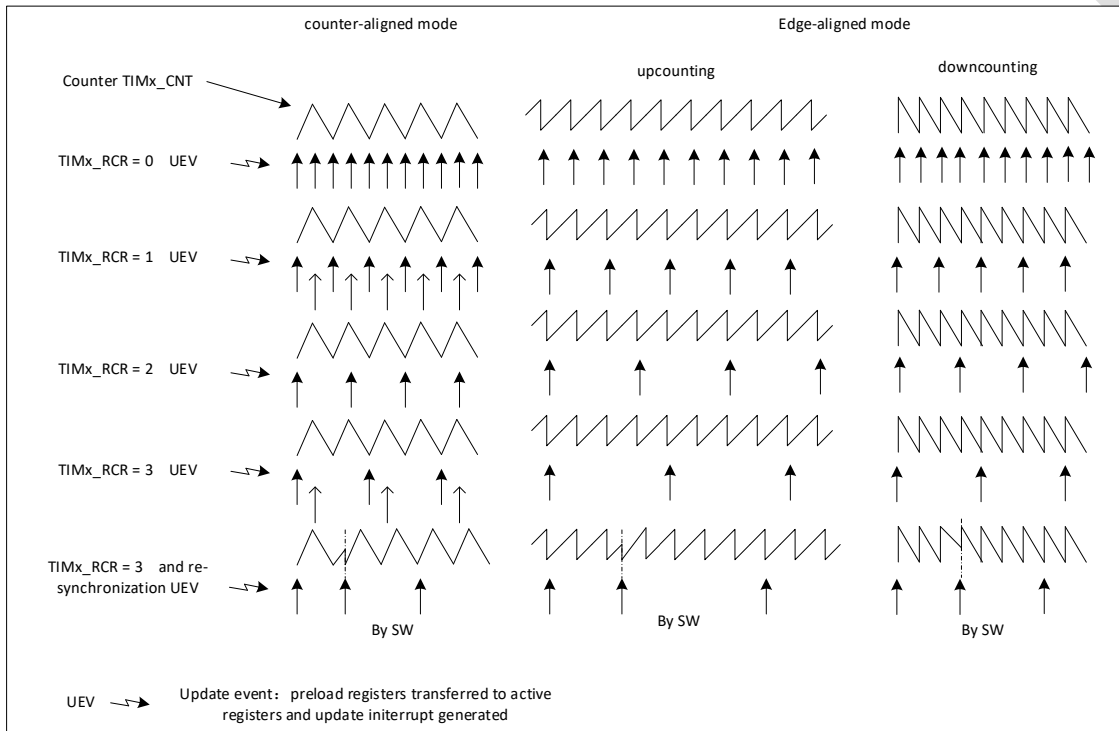 counter-aligned mode
Edge-aligned mode
upcounting
downcounting
Counter TIMx_CNT
TIMx_RCR = 0 UEV
TIMx_RCR = 1 UEV
TIMx_RCR = 2 UEV
TIMx_RCR = 3 UEV
TIMx_RCR = 3 and re-
synchronization UEV
By SW
By SW
By SW
UEV
Update event: preload registers transferred to active
registers and update initerrupt generated